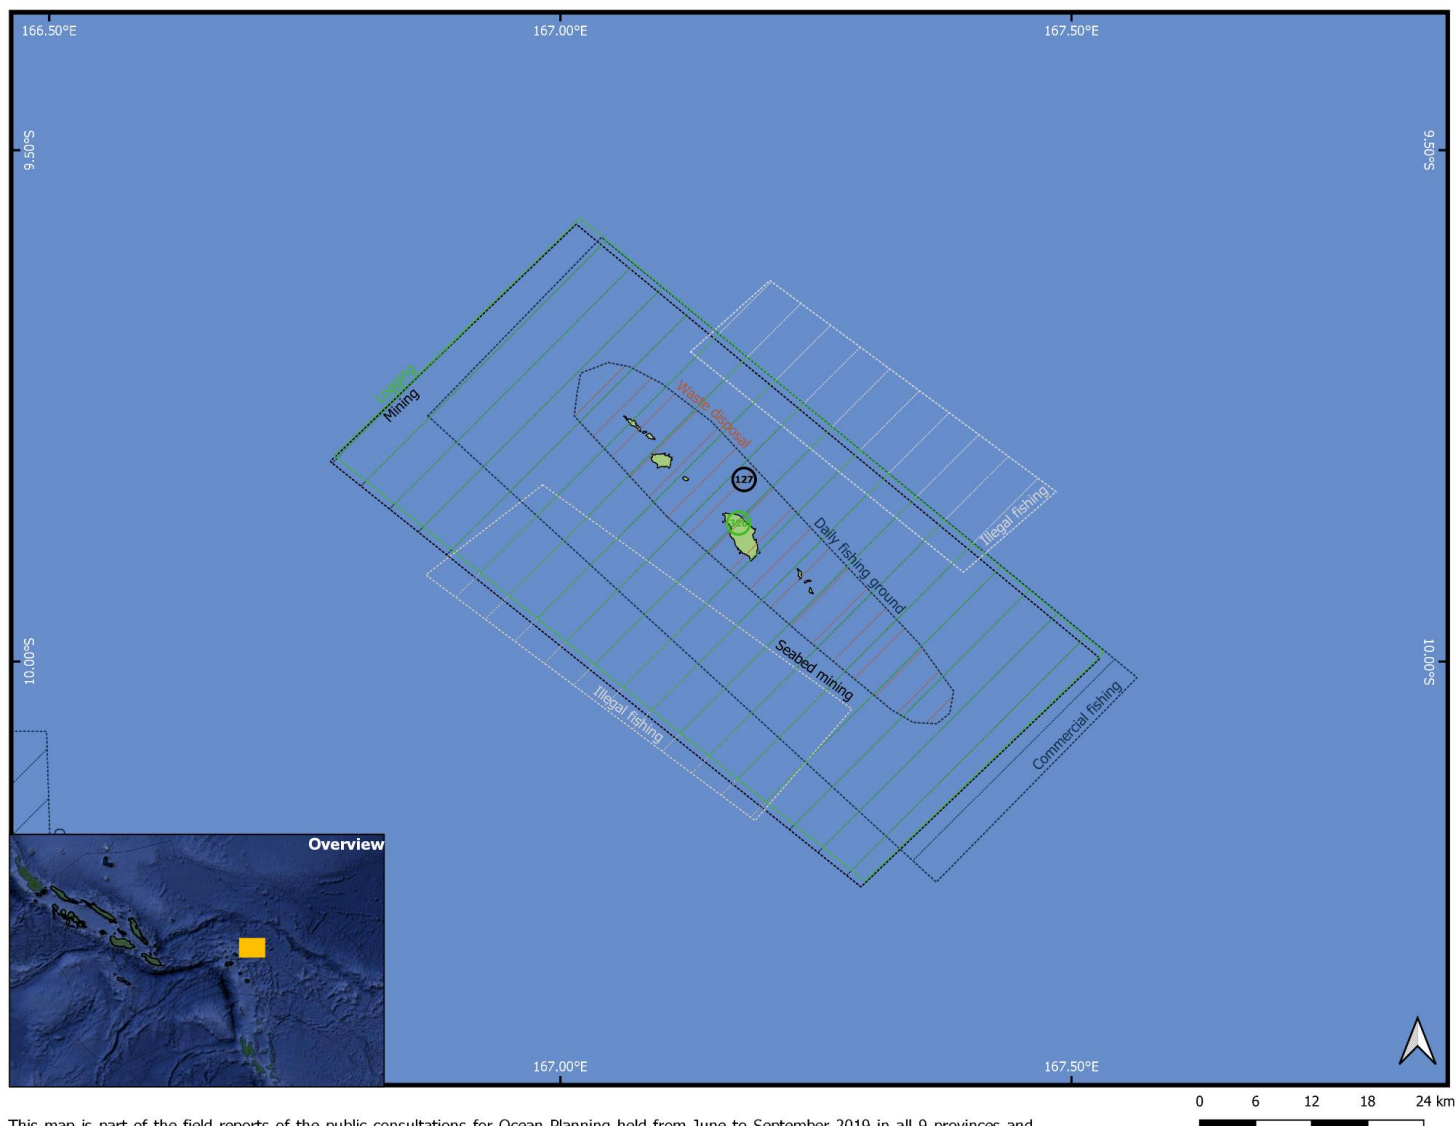 166.50°E 167.00°E 167.50°E
9.50°S 9.50°S
Logging
Mining
Waste disposal
127
Daily fishing ground
Illegal fishing
10.00°S 10.00°S
Seabed mining
Illegal fishing
Commercial fishing
Overview
167.00°E 167.50°E
0 6 12 18 24 km
This map is part of the field reports of the public consultations for Ocean Planning held from June to September 2019 in all 9 provinces and